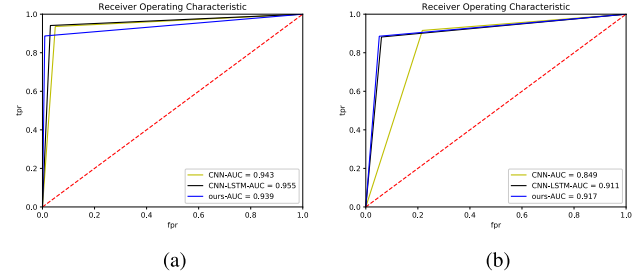 Receiver Operating Characteristic
1.0
0.8
0.6
0.4
0.2
0.0
tpr
0.0 0.2 0.4 0.6 0.8 1.0
fpr
CNN-AUC = 0.943
CNN-LSTM-AUC = 0.955
ours-AUC = 0.939
(a)
Receiver Operating Characteristic
1.0
0.8
0.6
0.4
0.2
0.0
tpr
0.0 0.2 0.4 0.6 0.8 1.0
fpr
CNN-AUC = 0.849
CNN-LSTM-AUC = 0.911
ours-AUC = 0.917
(b)